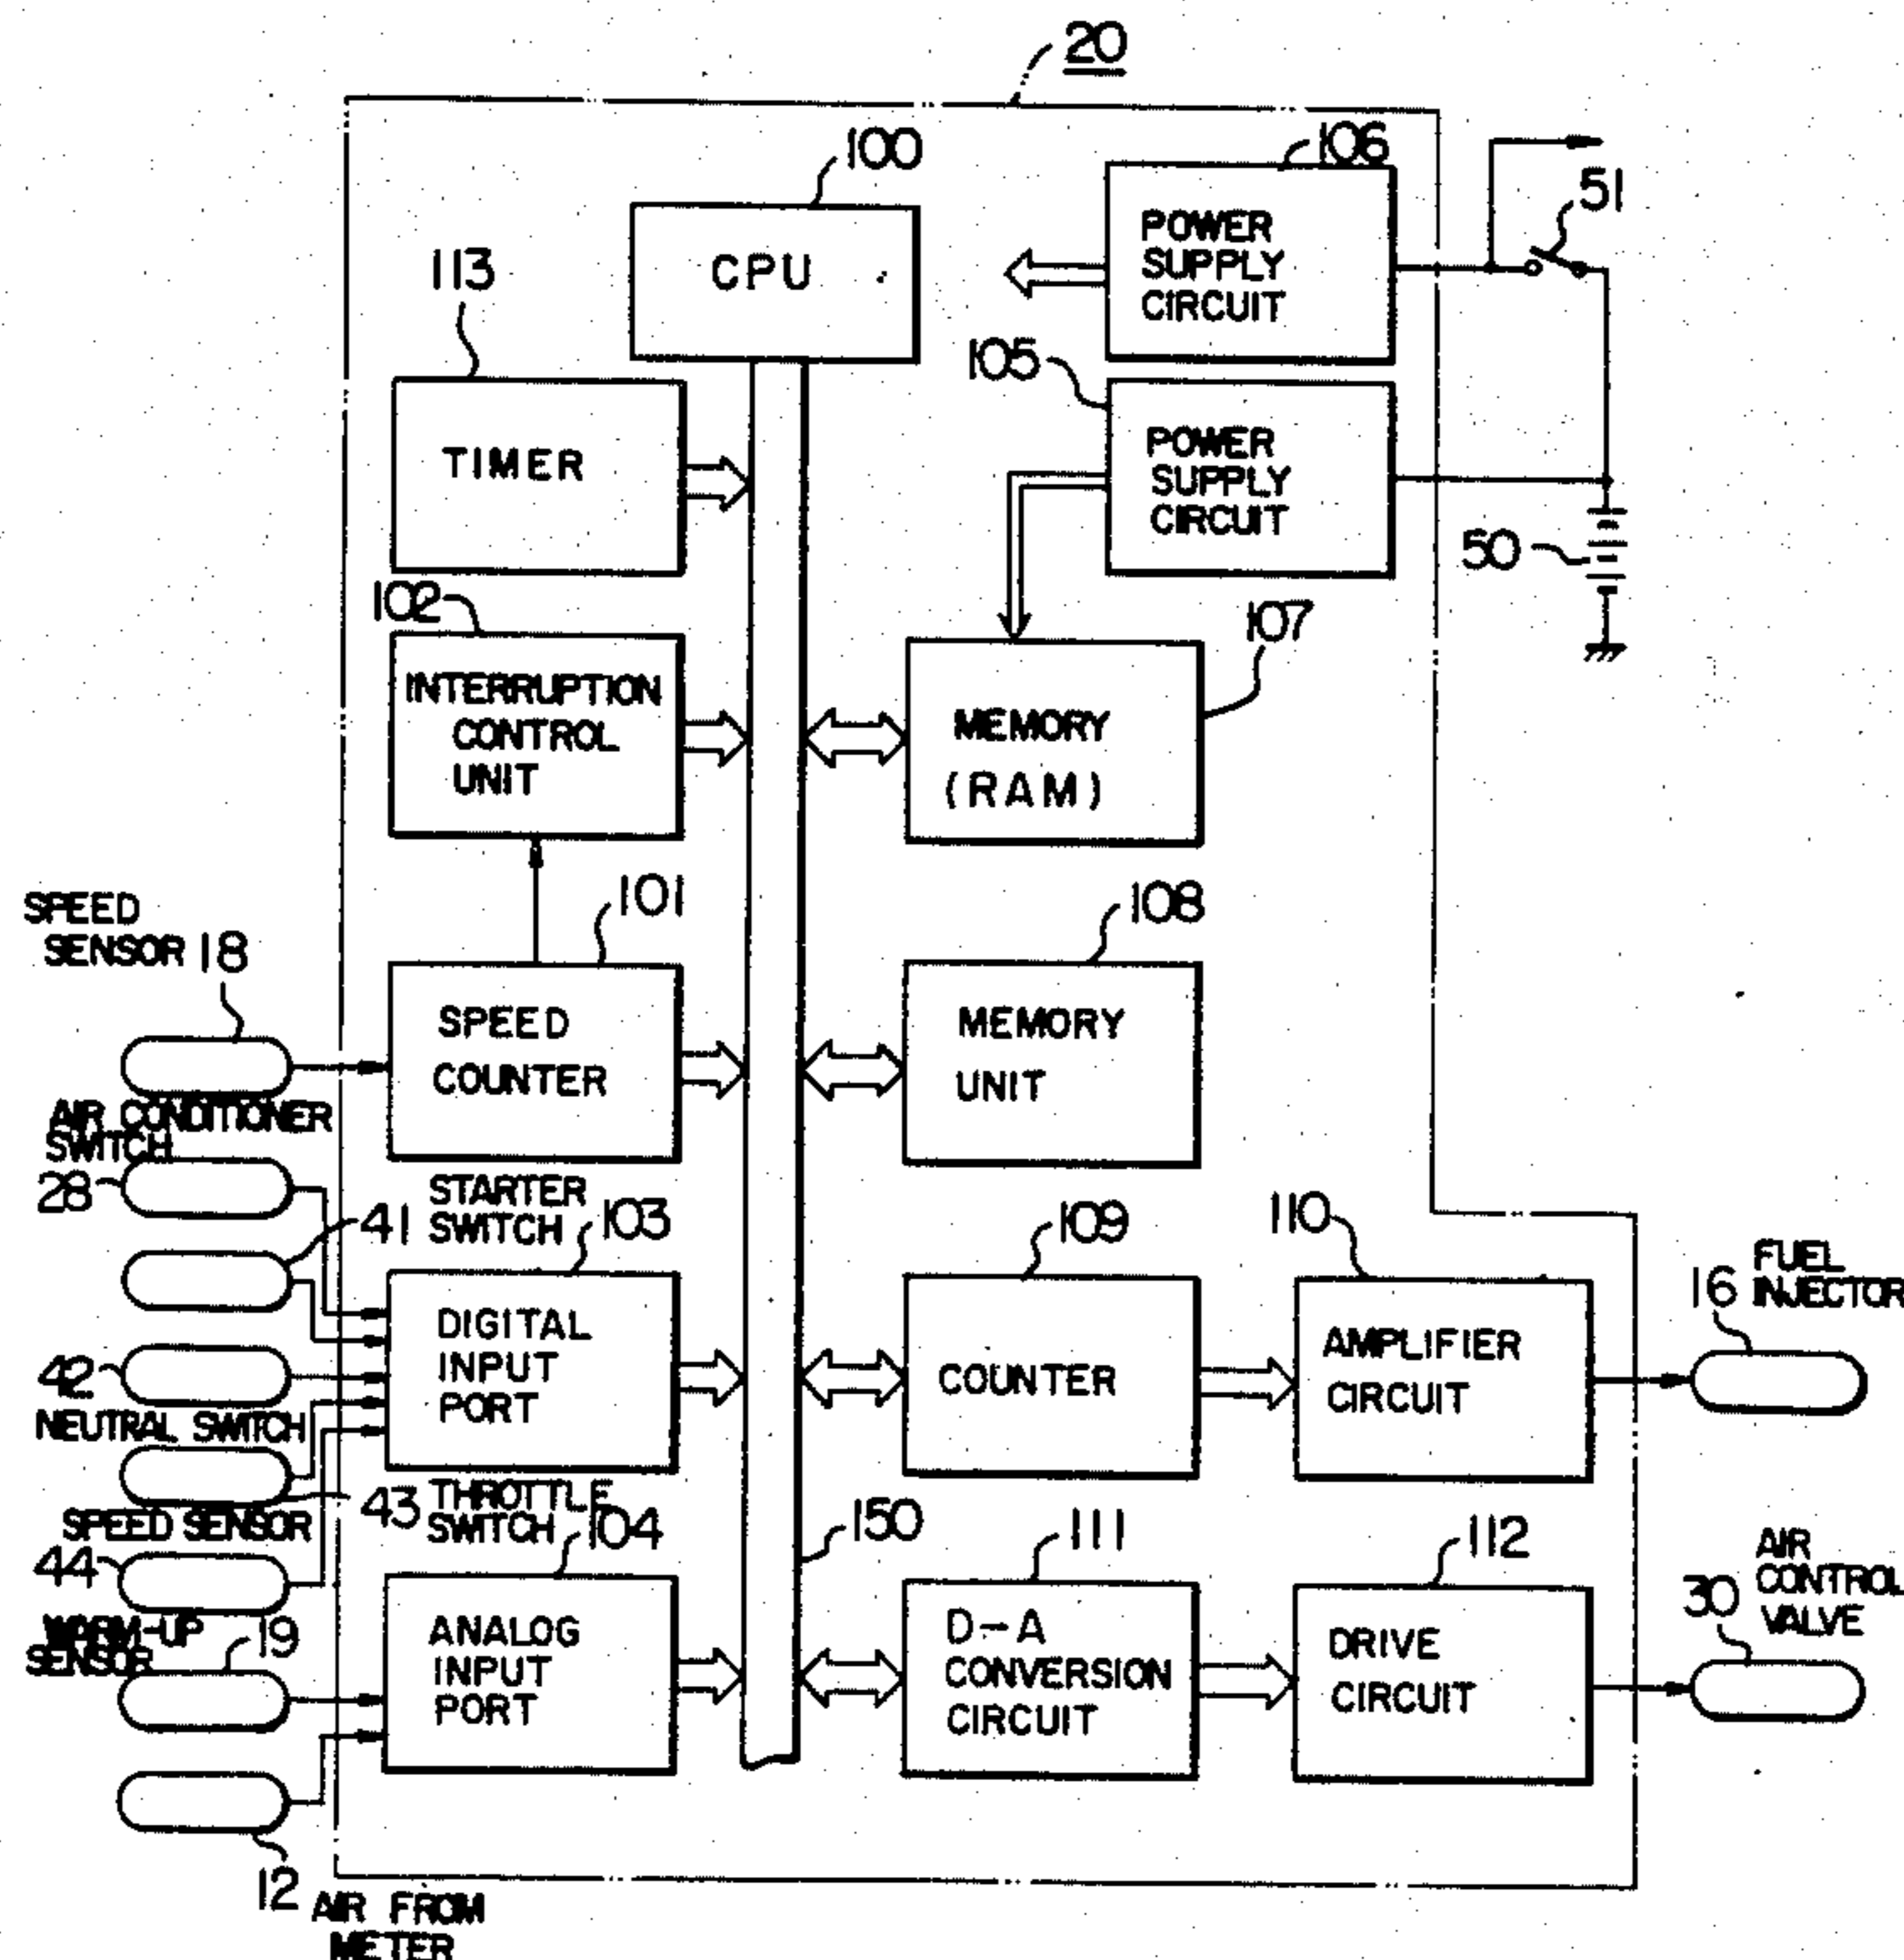 20
100
CPU
106
POWER
SUPPLY
CIRCUIT
51
113
TIMER
105
POWER
SUPPLY
CIRCUIT
50
102
INTERRUPTION
CONTROL
UNIT
107
MEMORY
(RAM)
SPEED
SENSOR 18
101
SPEED
COUNTER
108
MEMORY
UNIT
AIR CONDITIONER
SWITCH
28
41 STARTER
SWITCH
103
DIGITAL
INPUT
PORT
109
COUNTER
110
AMPLIFIER
CIRCUIT
16 FUEL
INJECTOR
42
NEUTRAL SWITCH
43 THROTTLE
SWITCH
SPEED SENSOR
44
104
ANALOG
INPUT
PORT
150
111
D-A
CONVERSION
CIRCUIT
112
DRIVE
CIRCUIT
30 AIR
CONTROL
VALVE
WORM-UP
SENSOR
19
12 AIR FROM
METER